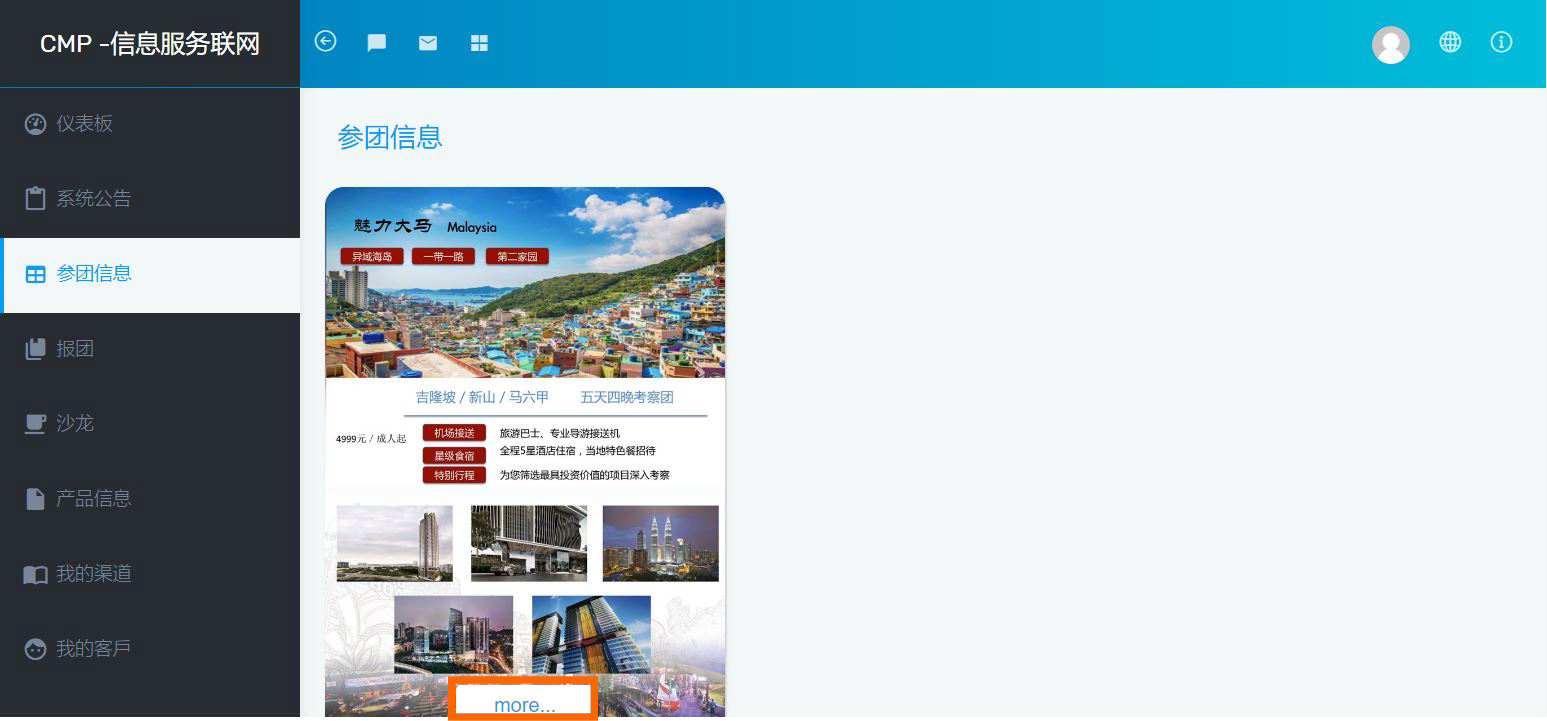 CMP -信息服务联网
仪表板
系统公告
参团信息
报团
沙龙
产品信息
我的渠道
我的客戶
参团信息
魅力大马 Malaysia
异域海岛 一带一路 第二家园
吉隆坡 / 新山 / 马六甲 五天四晚考察团
4999元 / 成人起
机场接送 旅游巴士、专业导游接送机
星级食宿 全程5星酒店住宿，当地特色餐招待
特别行程 为您筛选最具投资价值的项目深入考察
more...